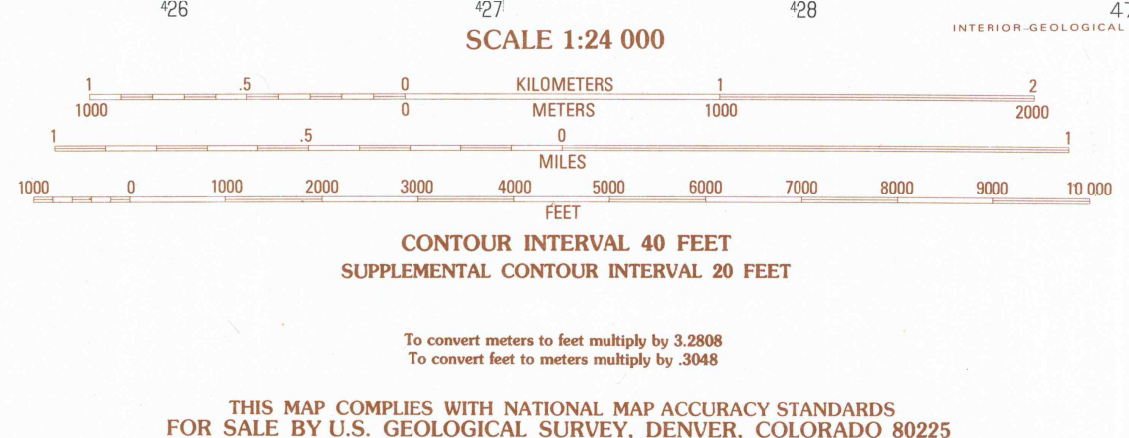 426 427 428 47
SCALE 1:24 000
INTERIOR–GEOLOGICAL
1 .5 0 KILOMETERS 1 2
1000 0 METERS 1000 2000
1 .5 0 1
MILES
1000 0 1000 2000 3000 4000 5000 6000 7000 8000 9000 10 000
FEET
CONTOUR INTERVAL 40 FEET
SUPPLEMENTAL CONTOUR INTERVAL 20 FEET
To convert meters to feet multiply by 3.2808
To convert feet to meters multiply by .3048
THIS MAP COMPLIES WITH NATIONAL MAP ACCURACY STANDARDS
FOR SALE BY U.S. GEOLOGICAL SURVEY, DENVER, COLORADO 80225